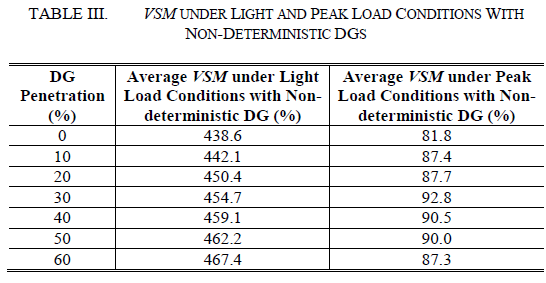 TABLE III. VSM UNDER LIGHT AND PEAK LOAD CONDITIONS WITH
NON-DETERMINISTIC DGS
DG Penetration (%) Average VSM under Light Load Conditions with Non-deterministic DG (%) Average VSM under Peak Load Conditions with Non-deterministic DG (%)
0 438.6 81.8
10 442.1 87.4
20 450.4 87.7
30 454.7 92.8
40 459.1 90.5
50 462.2 90.0
60 467.4 87.3